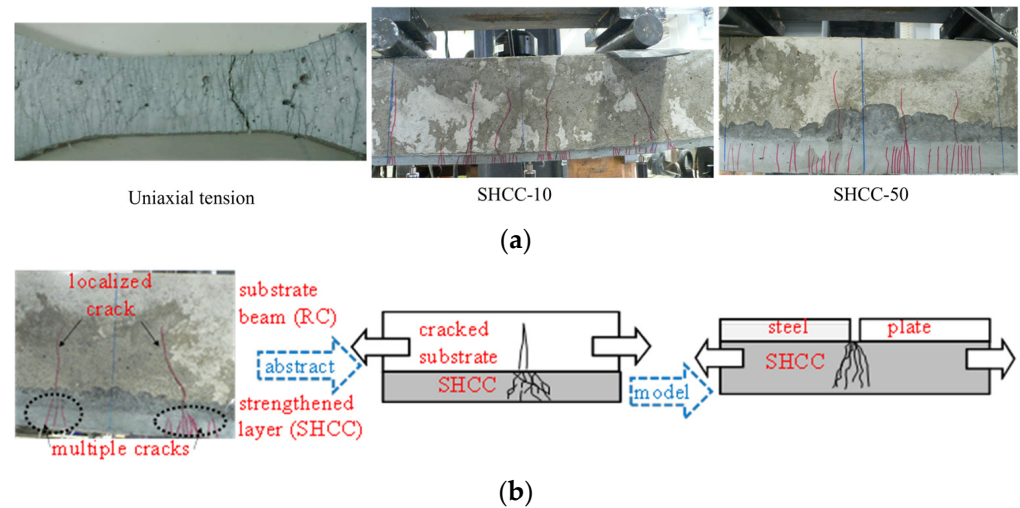 Uniaxial tension
SHCC-10
SHCC-50
(a)
localized
crack
substrate
beam (RC)
abstract
strengthened
layer (SHCC)
multiple cracks
cracked
substrate
SHCC
model
steel plate
SHCC
(b)